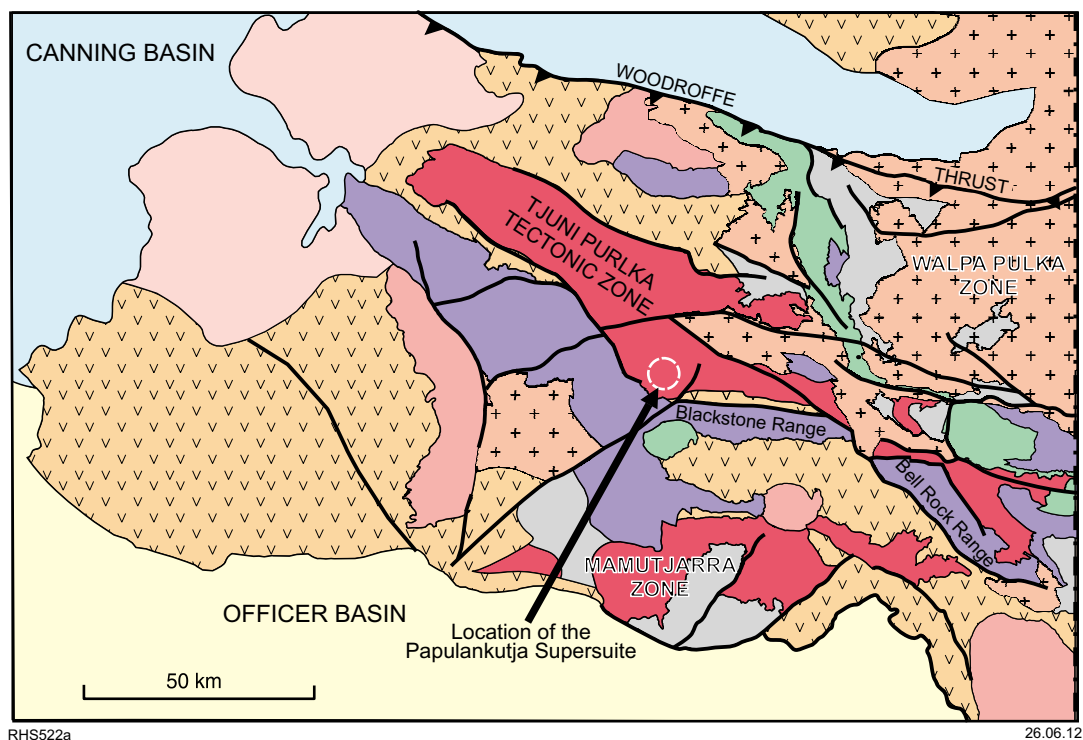 CANNING BASIN
WOODROFFE
THRUST
TJUNI PURLKA
TECTONIC ZONE
WALPA PULKA
ZONE
Blackstone Range
Bell Rock Range
MAMUTJARRA
ZONE
OFFICER BASIN
Location of the
Papulankutja Supersuite
50 km
RHS522a
26.06.12